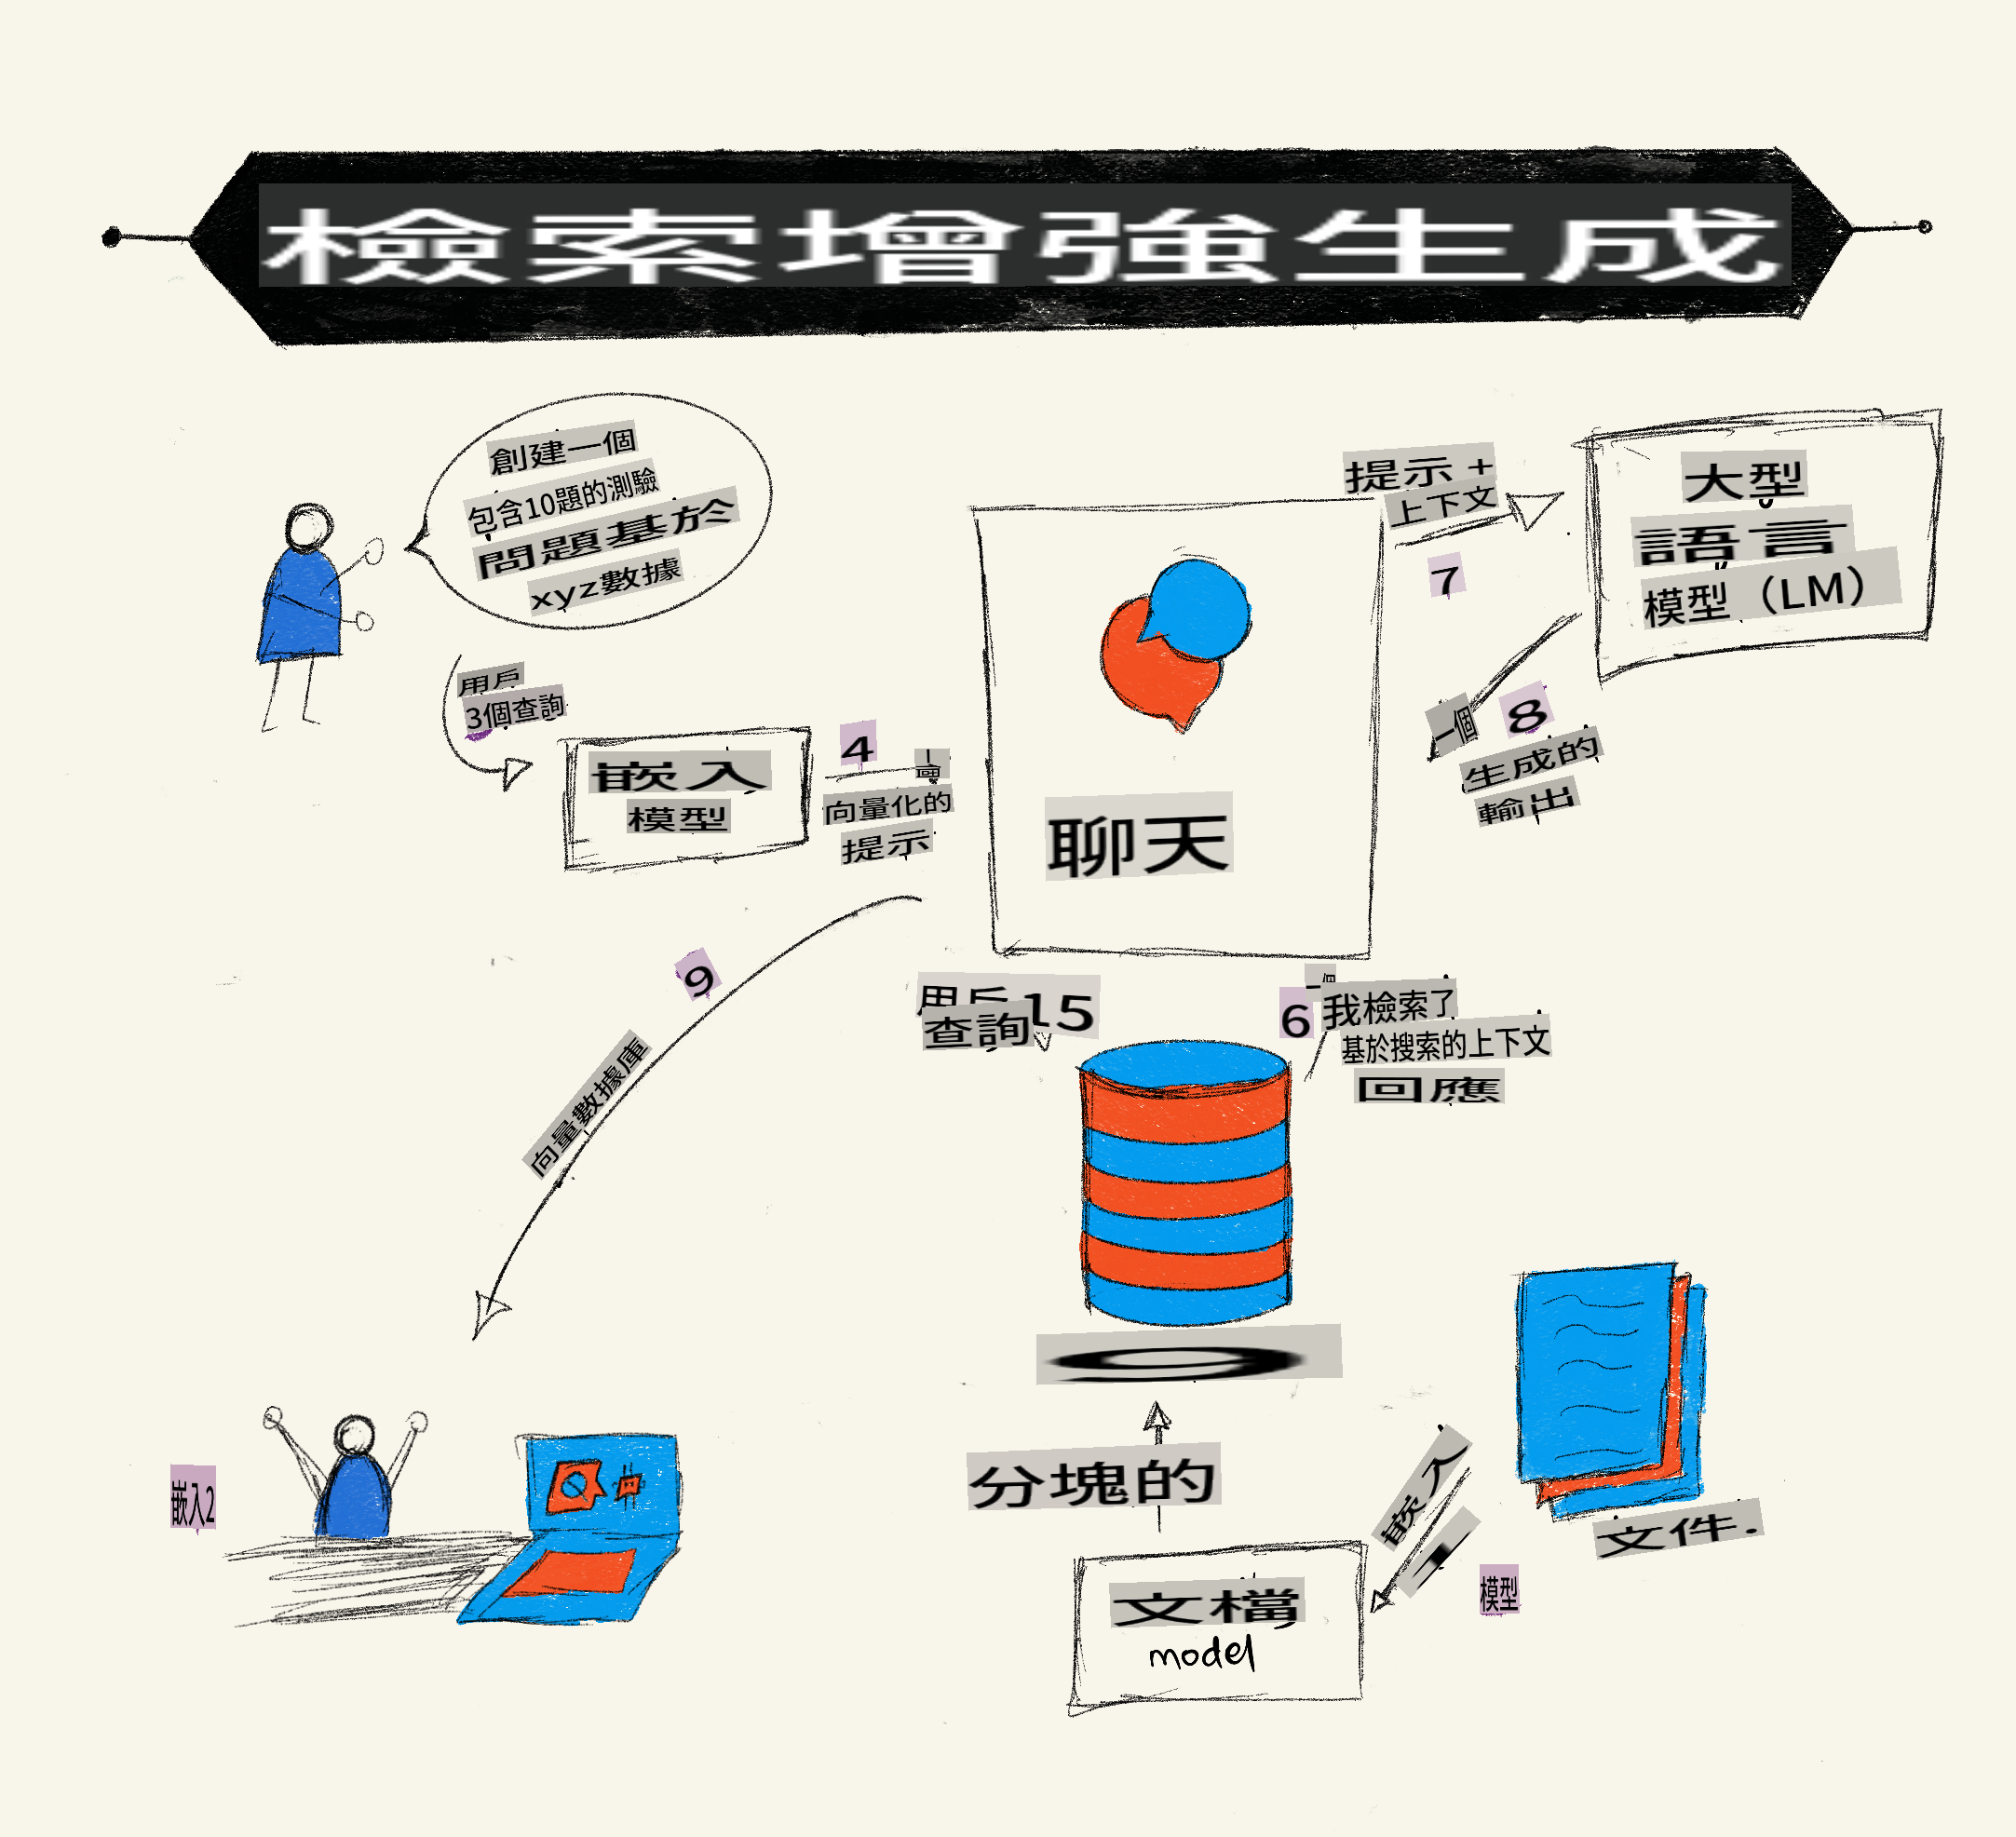 檢索增強生成
創建一個
包含10題的測驗
問題基於
xyz數據
用戶
3個查詢
嵌入
模型
4
向量化的
提示
聊天
提示 +
上下文
7
大型
語言
模型（LM）
一個
8
生成的
輸出
9
向量數據庫
用戶15
查詢
6
一個
我檢索了
基於搜索的上下文
回應
分塊的
文檔
model
嵌入
文件.
模型
嵌入2